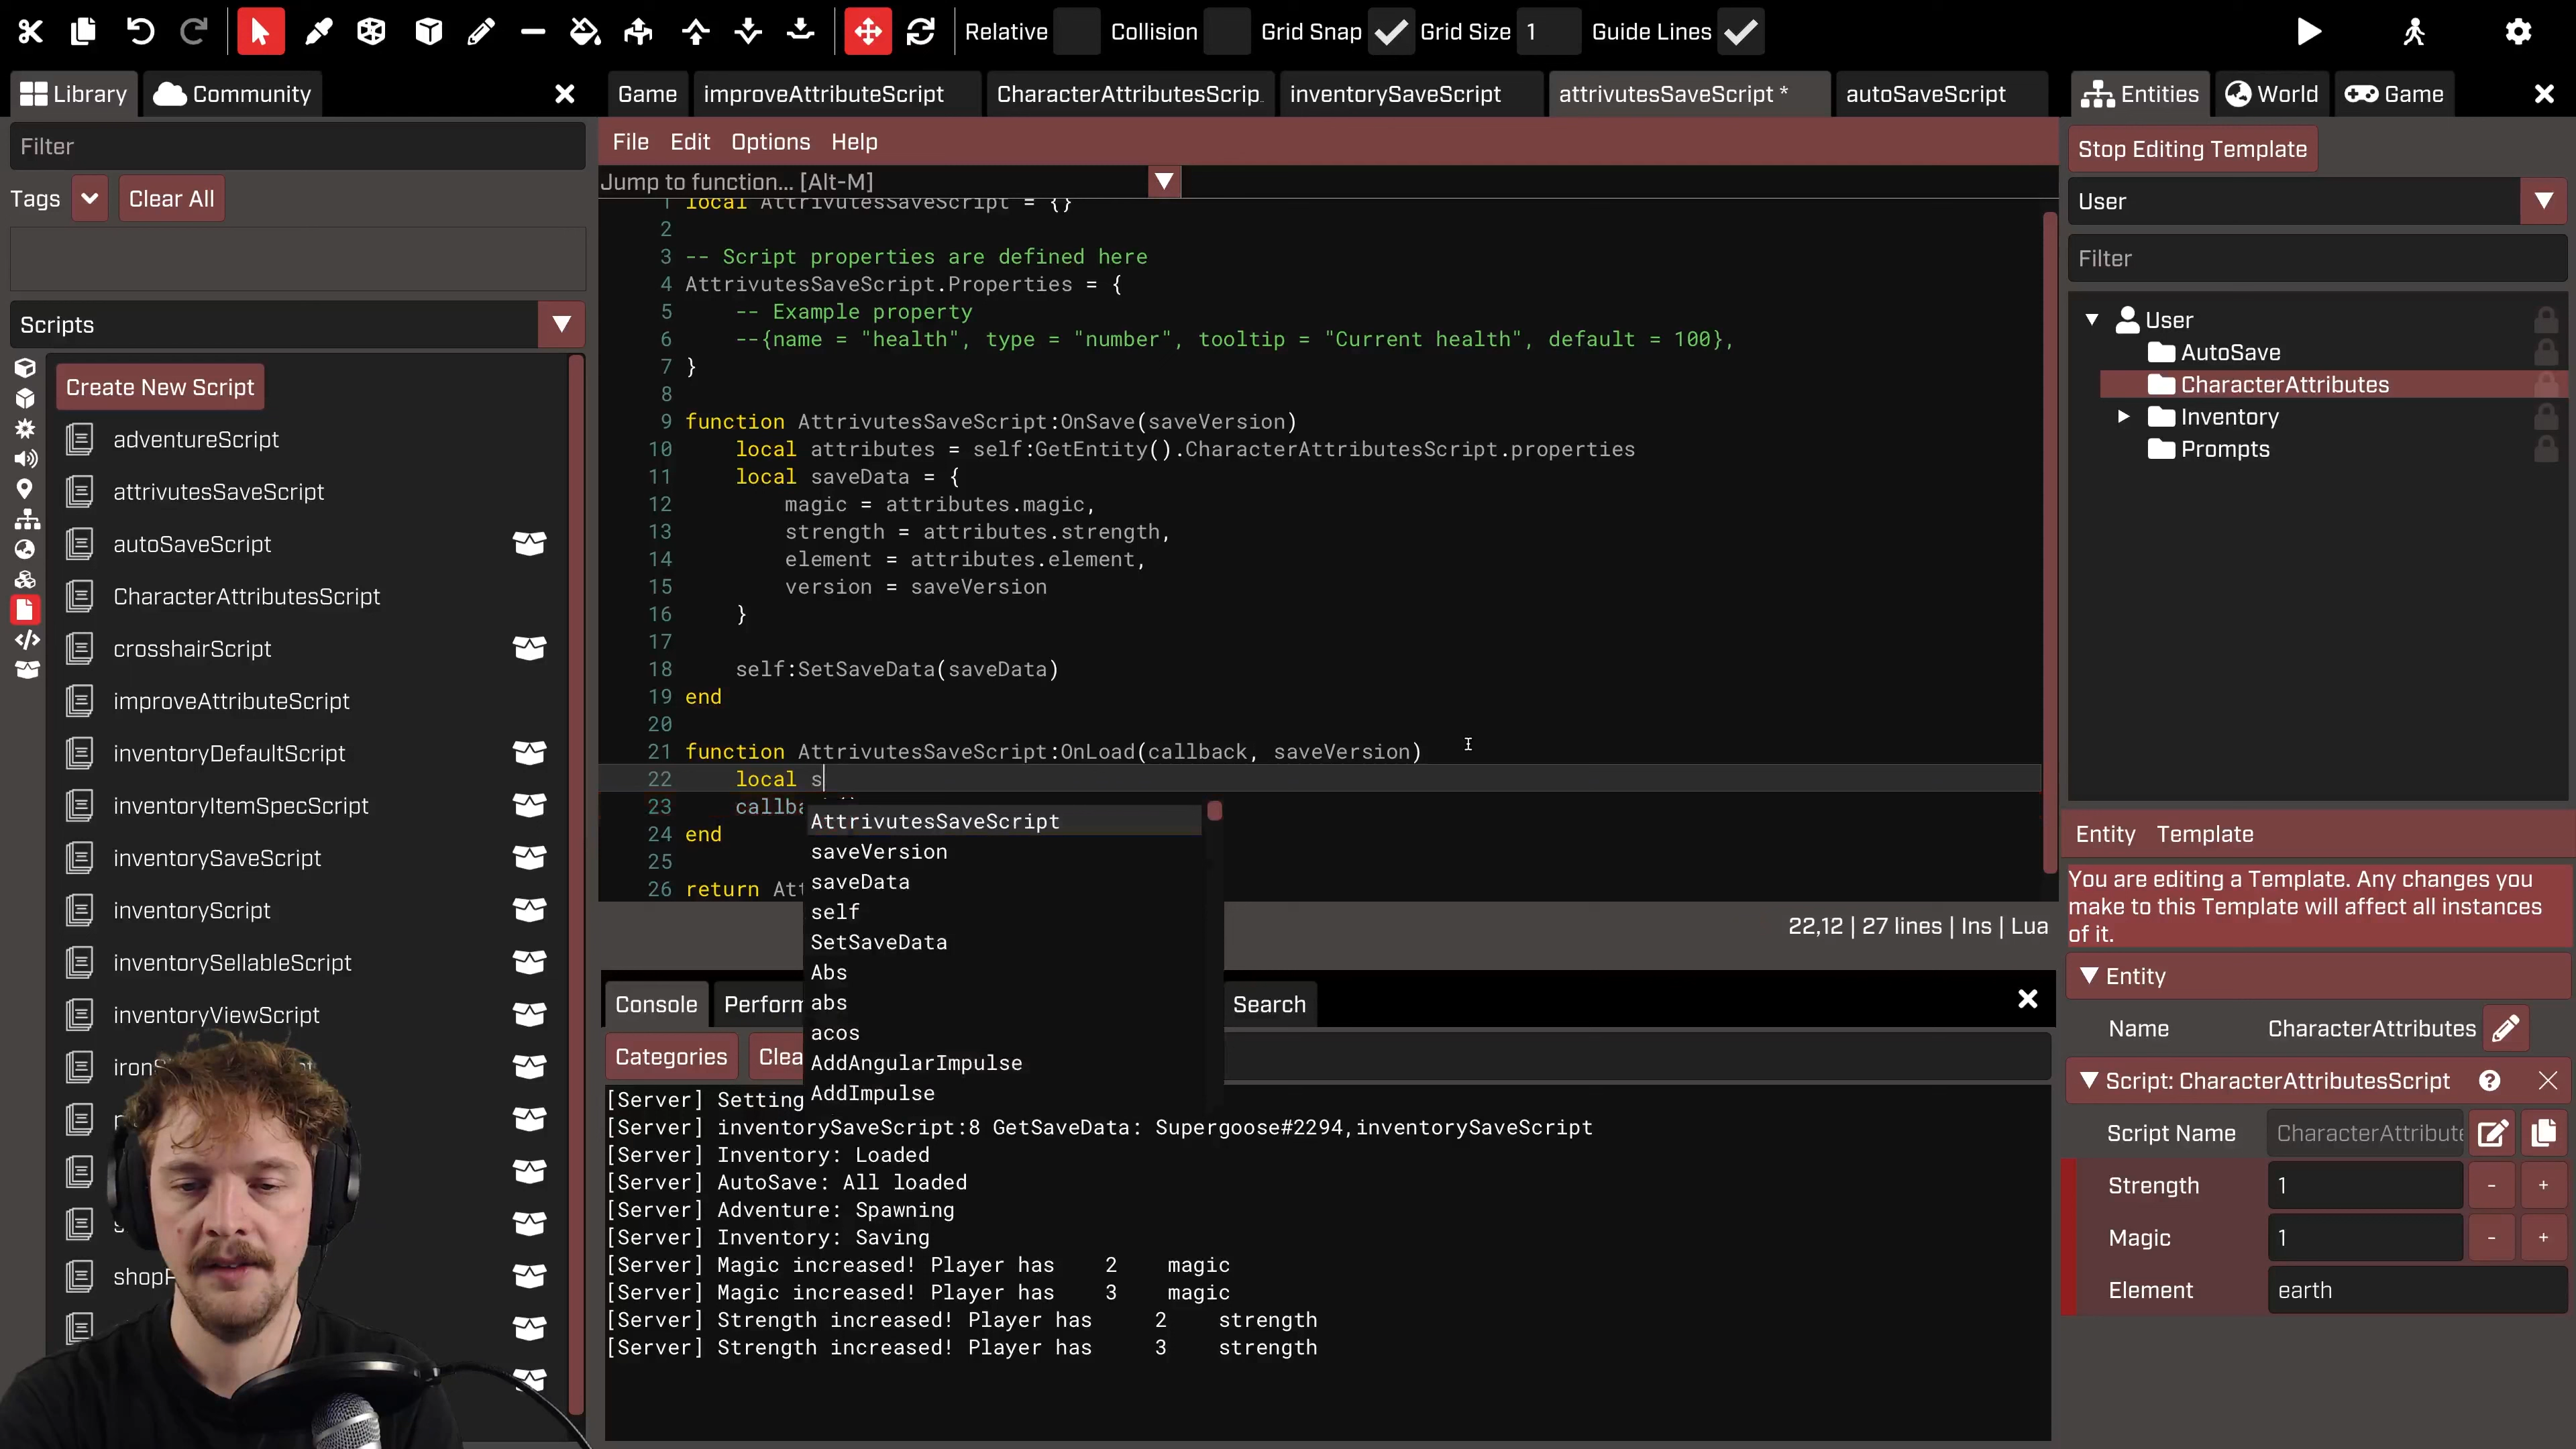 Relative Collision Grid Snap Grid Size 1 Guide Lines
Library Community
Filter
Tags Clear All
Scripts
Create New Script
adventureScript
attrivutesSaveScript
autoSaveScript
CharacterAttributesScript
crosshairScript
improveAttributeScript
inventoryDefaultScript
inventoryItemSpecScript
inventorySaveScript
inventoryScript
inventorySellableScript
inventoryViewScript
Game improveAttributeScript CharacterAttributesScrip inventorySaveScript attrivutesSaveScript * autoSaveScript
File Edit Options Help
Jump to function... [Alt-M]
1 local AttrivutesSaveScript = {}
2
3 -- Script properties are defined here
4 AttrivutesSaveScript.Properties = {
5 -- Example property
6 --{name = "health", type = "number", tooltip = "Current health", default = 100},
7 }
8
9 function AttrivutesSaveScript:OnSave(saveVersion)
10 local attributes = self:GetEntity().CharacterAttributesScript.properties
11 local saveData = {
12 magic = attributes.magic,
13 strength = attributes.strength,
14 element = attributes.element,
15 version = saveVersion
16 }
17
18 self:SetSaveData(saveData)
19 end
20
21 function AttrivutesSaveScript:OnLoad(callback, saveVersion)
22 local s
23 callba
24 end
25
26 return Att
AttrivutesSaveScript
saveVersion
saveData
self
SetSaveData
Abs
abs
acos
AddAngularImpulse
AddImpulse
22,12 | 27 lines | Ins | Lua
Console Perform Search
Categories Clea
[Server] Setting
[Server] inventorySaveScript:8 GetSaveData: Supergoose#2294,inventorySaveScript
[Server] Inventory: Loaded
[Server] AutoSave: All loaded
[Server] Adventure: Spawning
[Server] Inventory: Saving
[Server] Magic increased! Player has 2 magic
[Server] Magic increased! Player has 3 magic
[Server] Strength increased! Player has 2 strength
[Server] Strength increased! Player has 3 strength
Entities World Game
Stop Editing Template
User
Filter
User
AutoSave
CharacterAttributes
Inventory
Prompts
Entity Template
You are editing a Template. Any changes you
make to this Template will affect all instances
of it.
Entity
Name CharacterAttributes
Script: CharacterAttributesScript
Script Name CharacterAttribut
Strength 1 - +
Magic 1 - +
Element earth